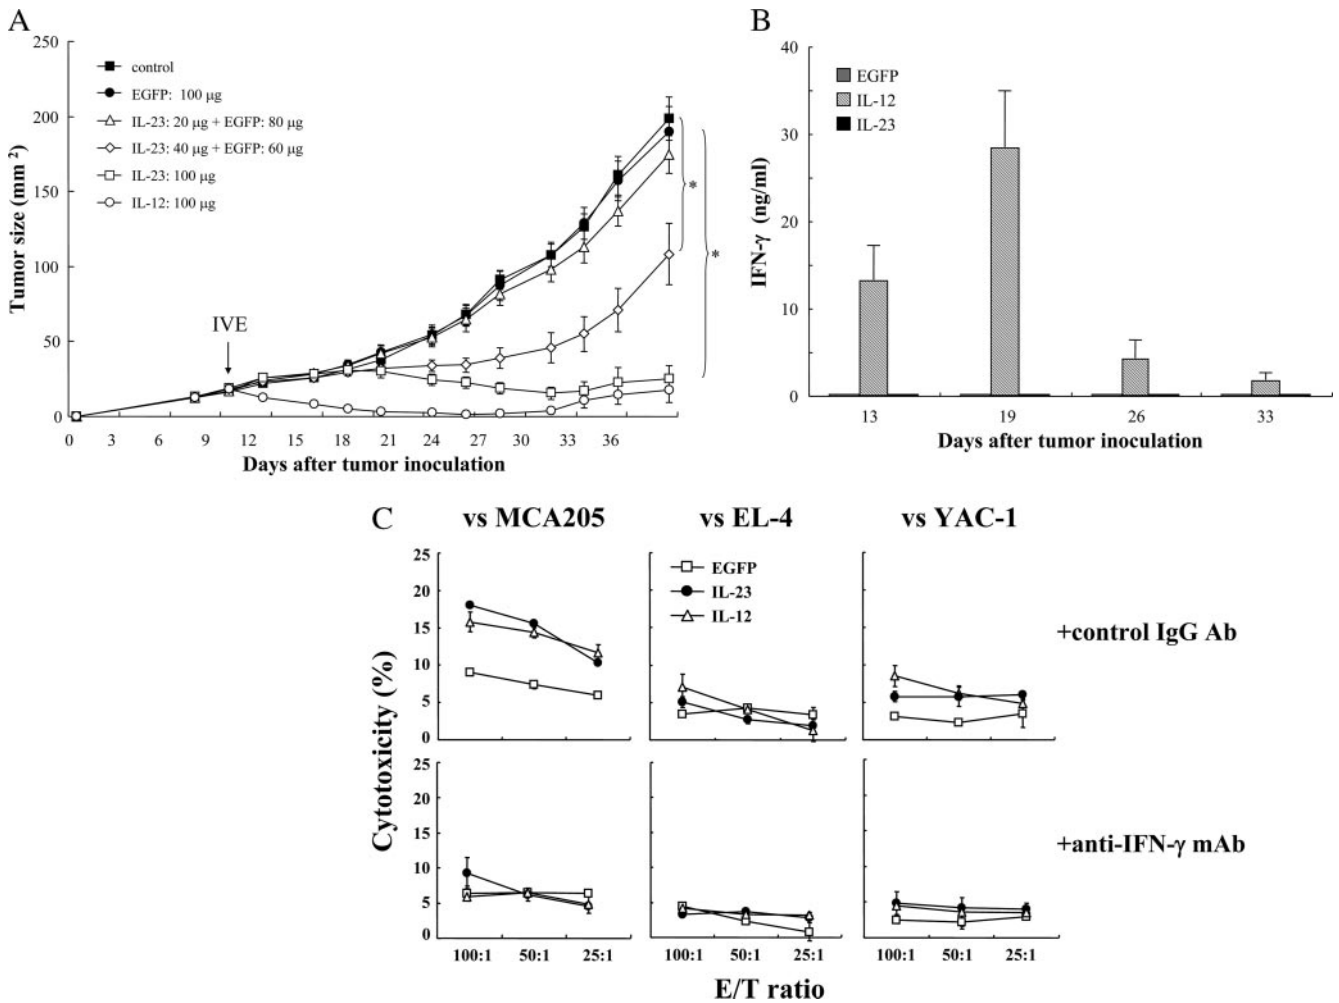 A
250
200
150
100
50
0
Tumor size (mm 2)
control
EGFP: 100 μg
IL-23: 20 μg + EGFP: 80 μg
IL-23: 40 μg + EGFP: 60 μg
IL-23: 100 μg
IL-12: 100 μg
IVE
*
*
0 3 6 9 12 15 18 21 24 27 30 33 36
Days after tumor inoculation
B
40
30
20
10
0
IFN-γ (ng/ml)
EGFP
IL-12
IL-23
13 19 26 33
Days after tumor inoculation
C
vs MCA205 vs EL-4 vs YAC-1
25
20
15
10
5
0
EGFP
IL-23
IL-12
+control IgG Ab
Cytotoxicity (%)
25
20
15
10
5
0
+anti-IFN-γ mAb
100:1 50:1 25:1 100:1 50:1 25:1 100:1 50:1 25:1
E/T ratio